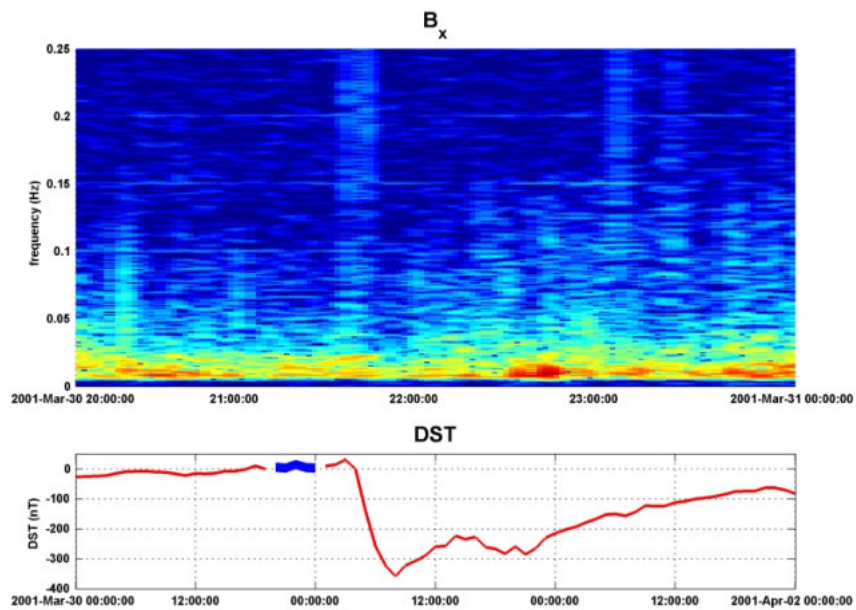 B_x
0.25
0.2
0.15
0.1
0.05
0
frequency (Hz)
2001-Mar-30 20:00:00 21:00:00 22:00:00 23:00:00 2001-Mar-31 00:00:00
DST
0
-100
-200
-300
-400
DST (nT)
2001-Mar-30 00:00:00 12:00:00 00:00:00 12:00:00 00:00:00 12:00:00 2001-Apr-02 00:00:00